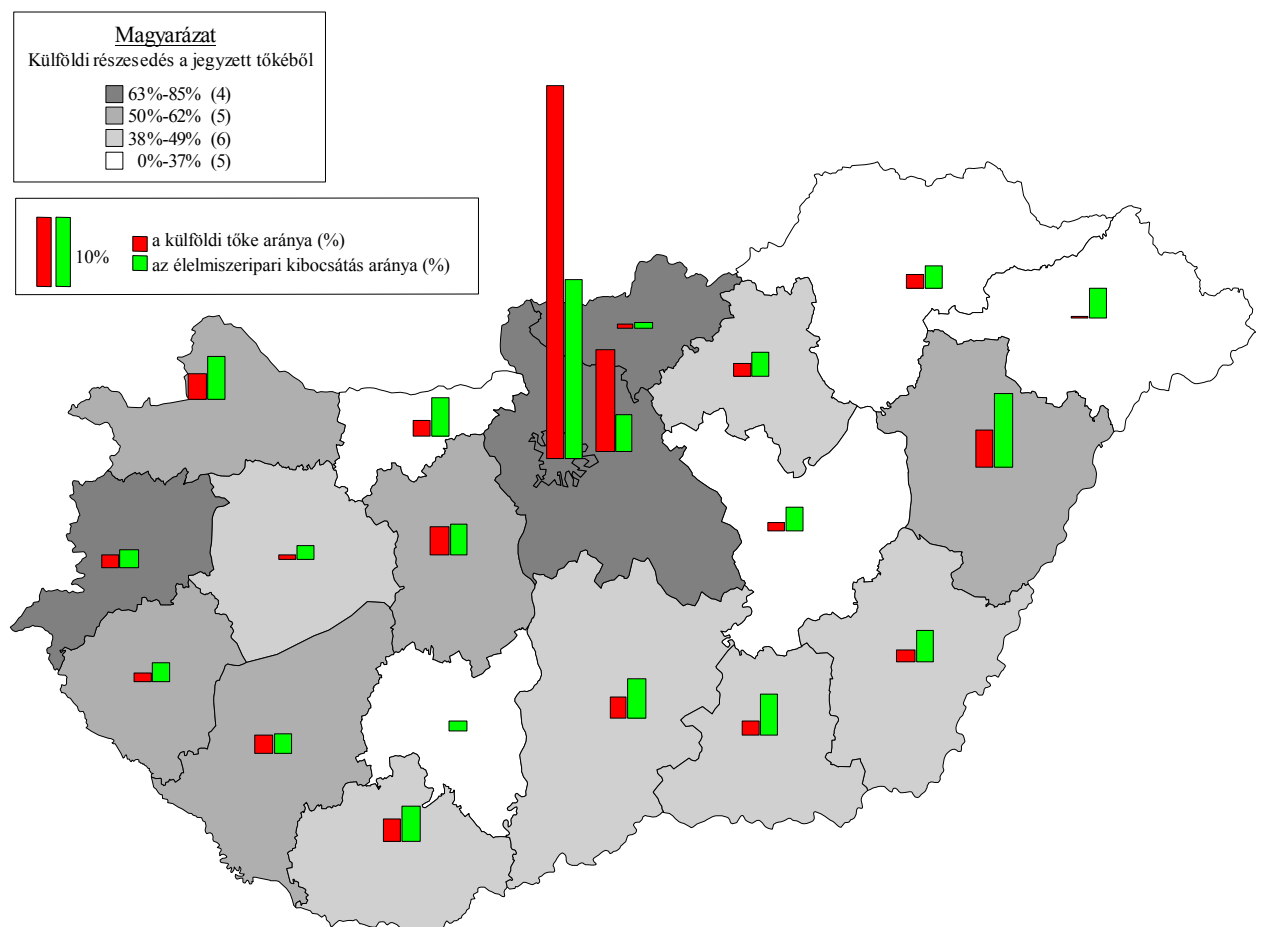 Magyarázat
Külföldi részesedés a jegyzett tőkéből
63%-85% (4)
50%-62% (5)
38%-49% (6)
0%-37% (5)
10%
a külföldi tőke aránya (%)
az élelmiszeripari kibocsátás aránya (%)